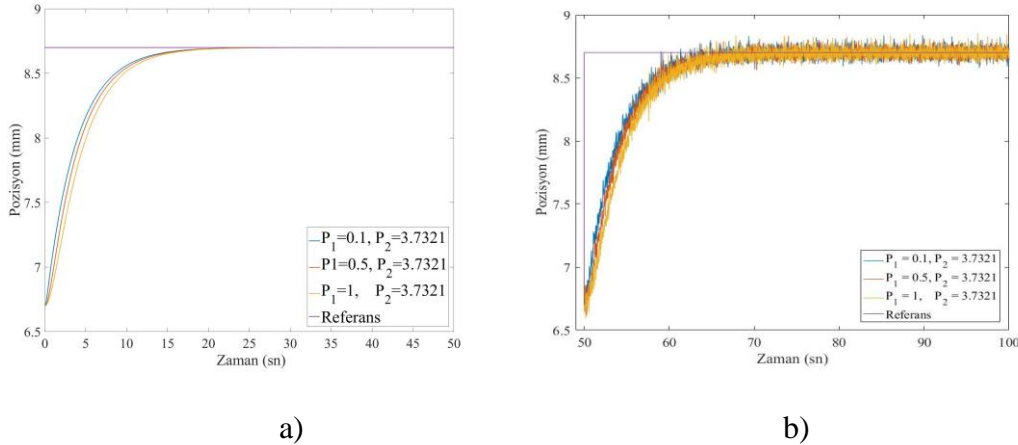 9
8.5
8
7.5
7
6.5
Pozisyon (mm)
0 5 10 15 20 25 30 35 40 45 50
Zaman (sn)
P1=0.1, P2=3.7321
P1=0.5, P2=3.7321
P1=1, P2=3.7321
Referans
a)
9
8.5
8
7.5
7
6.5
Pozisyon (mm)
50 60 70 80 90 100
Zaman (sn)
P1 = 0.1, P2 = 3.7321
P1 = 0.5, P2 = 3.7321
P1 = 1, P2 = 3.7321
Referans
b)